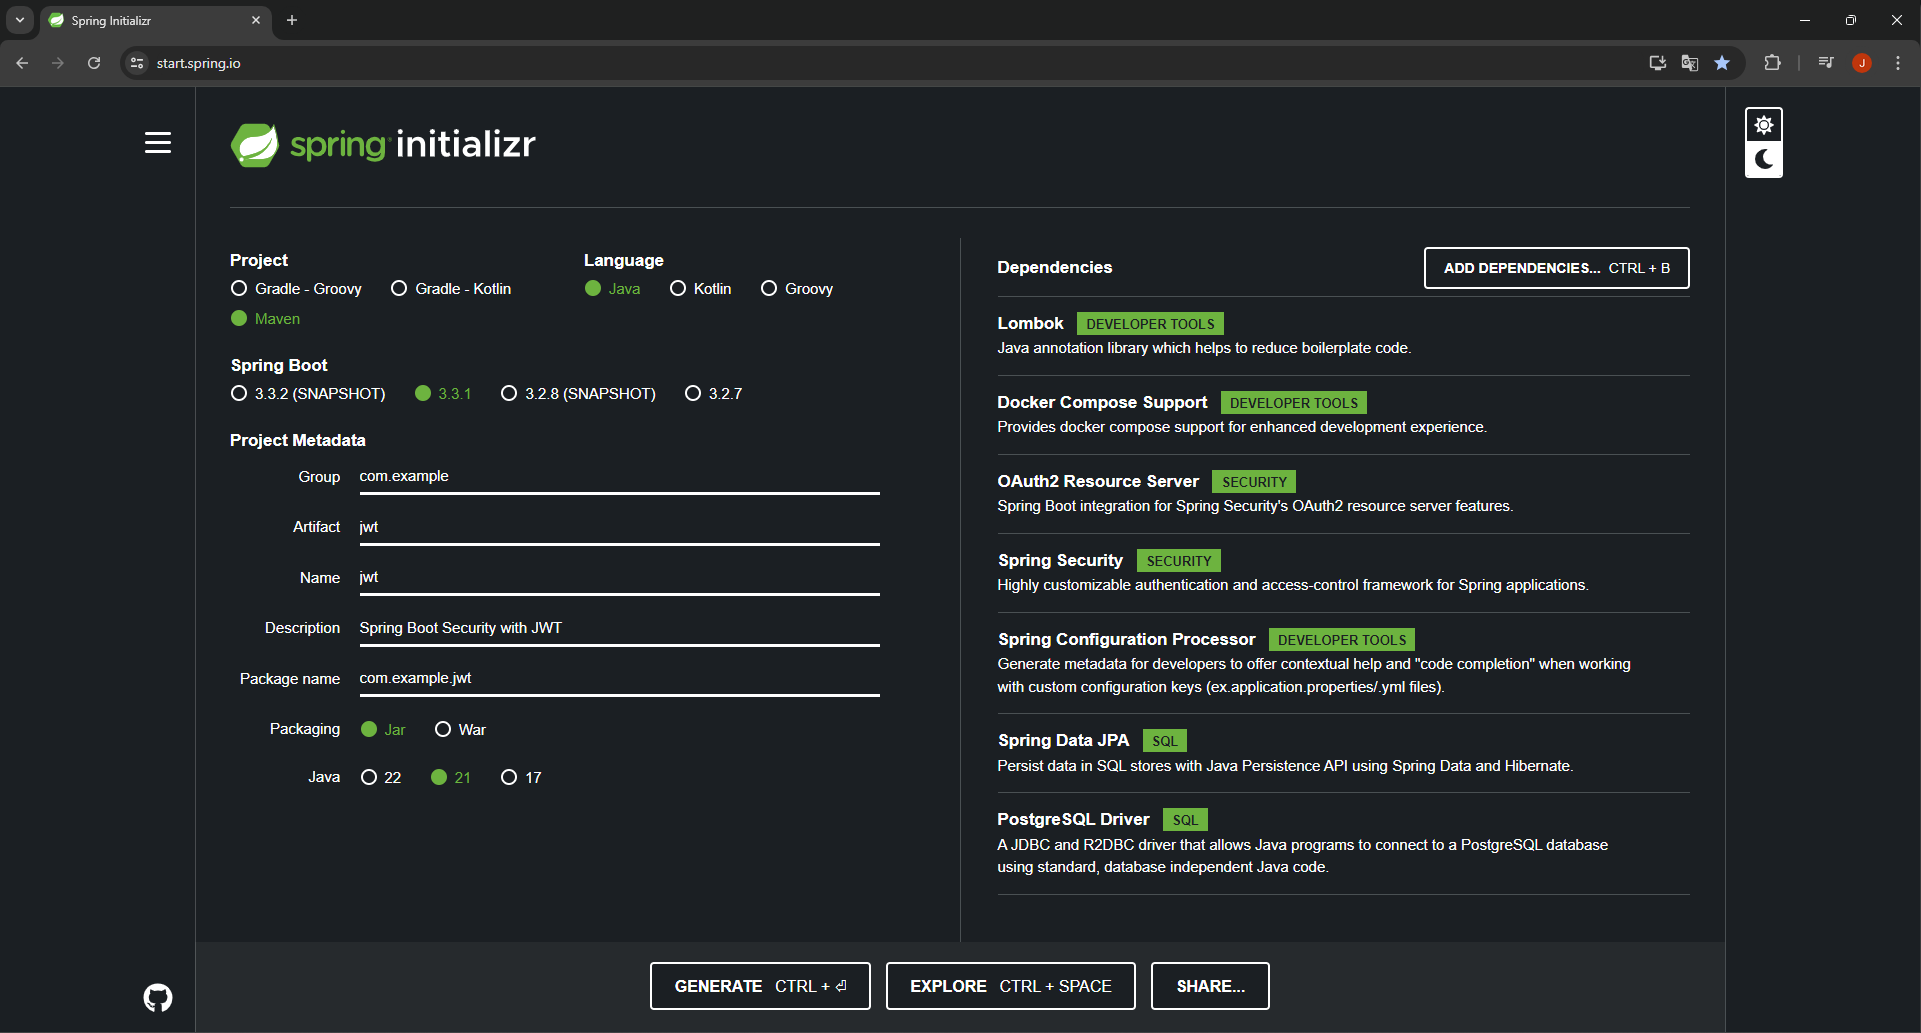 Spring Initializr
start.spring.io
J
spring initializr
Project
Gradle - Groovy
Gradle - Kotlin
Maven
Language
Java
Kotlin
Groovy
Spring Boot
3.3.2 (SNAPSHOT)
3.3.1
3.2.8 (SNAPSHOT)
3.2.7
Project Metadata
Group
com.example
Artifact
jwt
Name
jwt
Description
Spring Boot Security with JWT
Package name
com.example.jwt
Packaging
Jar
War
Java
22
21
17
Dependencies
ADD DEPENDENCIES... CTRL + B
Lombok DEVELOPER TOOLS
Java annotation library which helps to reduce boilerplate code.
Docker Compose Support DEVELOPER TOOLS
Provides docker compose support for enhanced development experience.
OAuth2 Resource Server SECURITY
Spring Boot integration for Spring Security's OAuth2 resource server features.
Spring Security SECURITY
Highly customizable authentication and access-control framework for Spring applications.
Spring Configuration Processor DEVELOPER TOOLS
Generate metadata for developers to offer contextual help and "code completion" when working
with custom configuration keys (ex.application.properties/.yml files).
Spring Data JPA SQL
Persist data in SQL stores with Java Persistence API using Spring Data and Hibernate.
PostgreSQL Driver SQL
A JDBC and R2DBC driver that allows Java programs to connect to a PostgreSQL database
using standard, database independent Java code.
GENERATE CTRL + ⏎
EXPLORE CTRL + SPACE
SHARE...